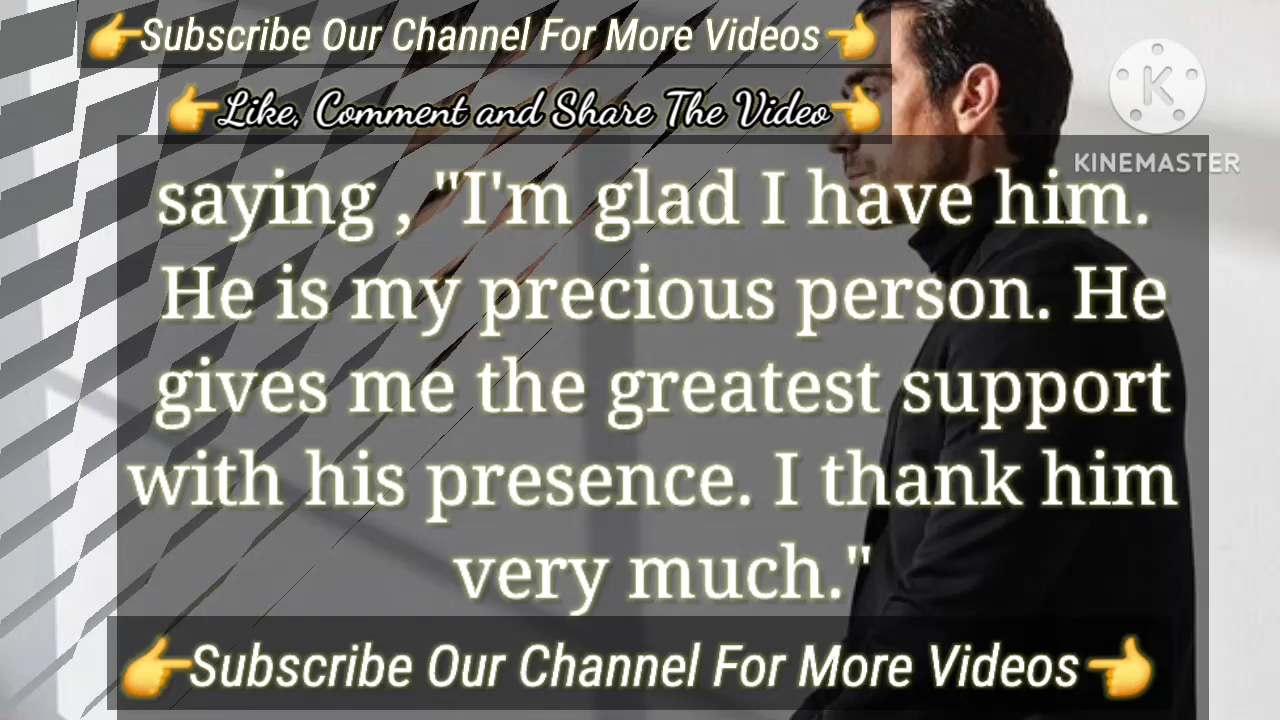 👉Subscribe Our Channel For More Videos👈
👉Like, Comment and Share The Video👈
KINEMASTER
saying ,"I'm glad I have him.
He is my precious person. He
gives me the greatest support
with his presence. I thank him
very much."
👉Subscribe Our Channel For More Videos👈